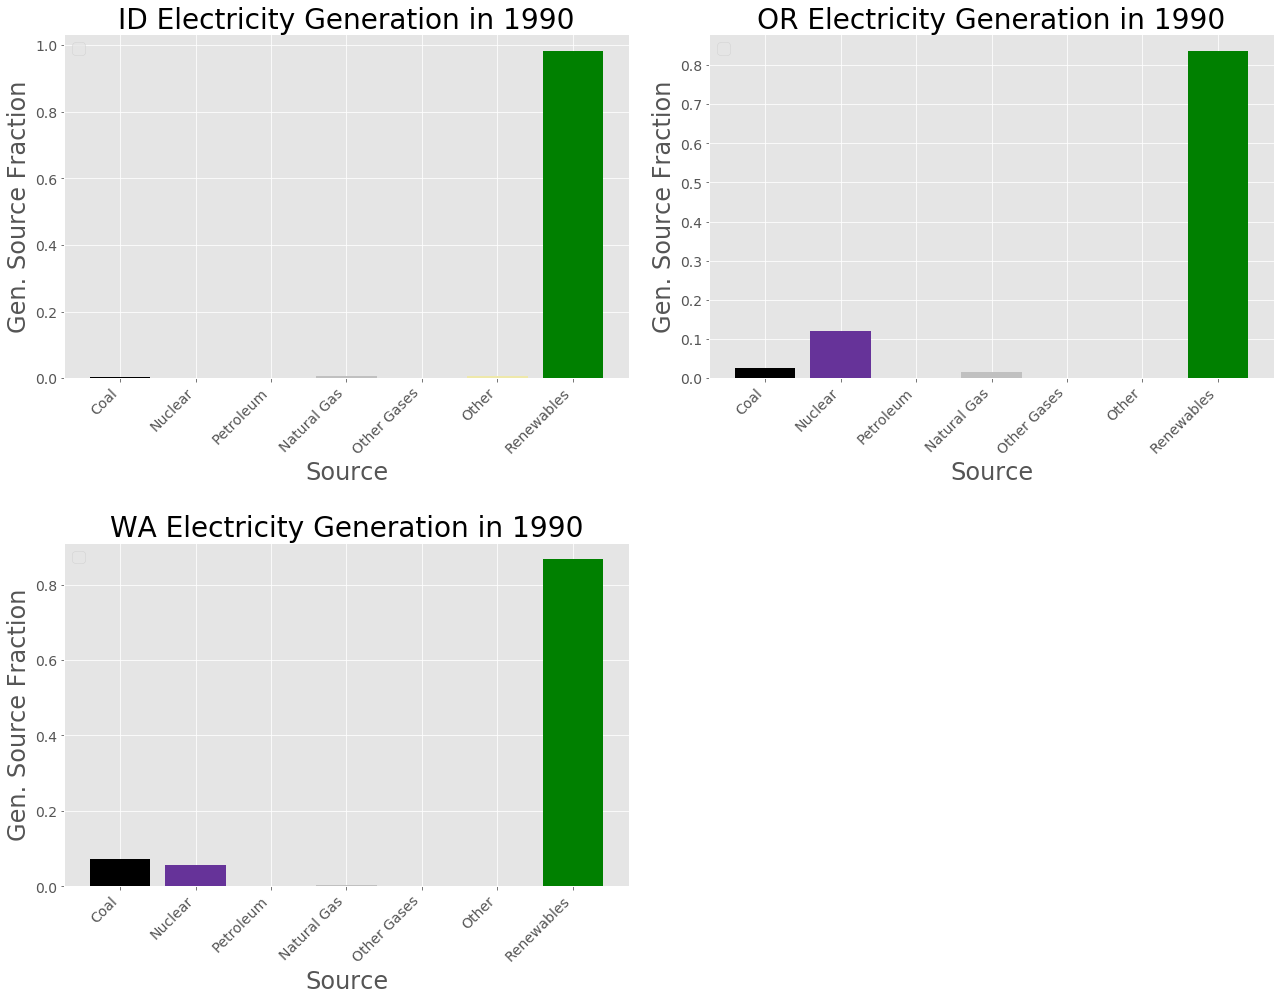 ID Electricity Generation in 1990
Gen. Source Fraction
1.0
0.8
0.6
0.4
0.2
0.0
Coal
Nuclear
Petroleum
Natural Gas
Other Gases
Other
Renewables
Source
OR Electricity Generation in 1990
Gen. Source Fraction
0.8
0.7
0.6
0.5
0.4
0.3
0.2
0.1
0.0
Coal
Nuclear
Petroleum
Natural Gas
Other Gases
Other
Renewables
Source
WA Electricity Generation in 1990
Gen. Source Fraction
0.8
0.6
0.4
0.2
0.0
Coal
Nuclear
Petroleum
Natural Gas
Other Gases
Other
Renewables
Source